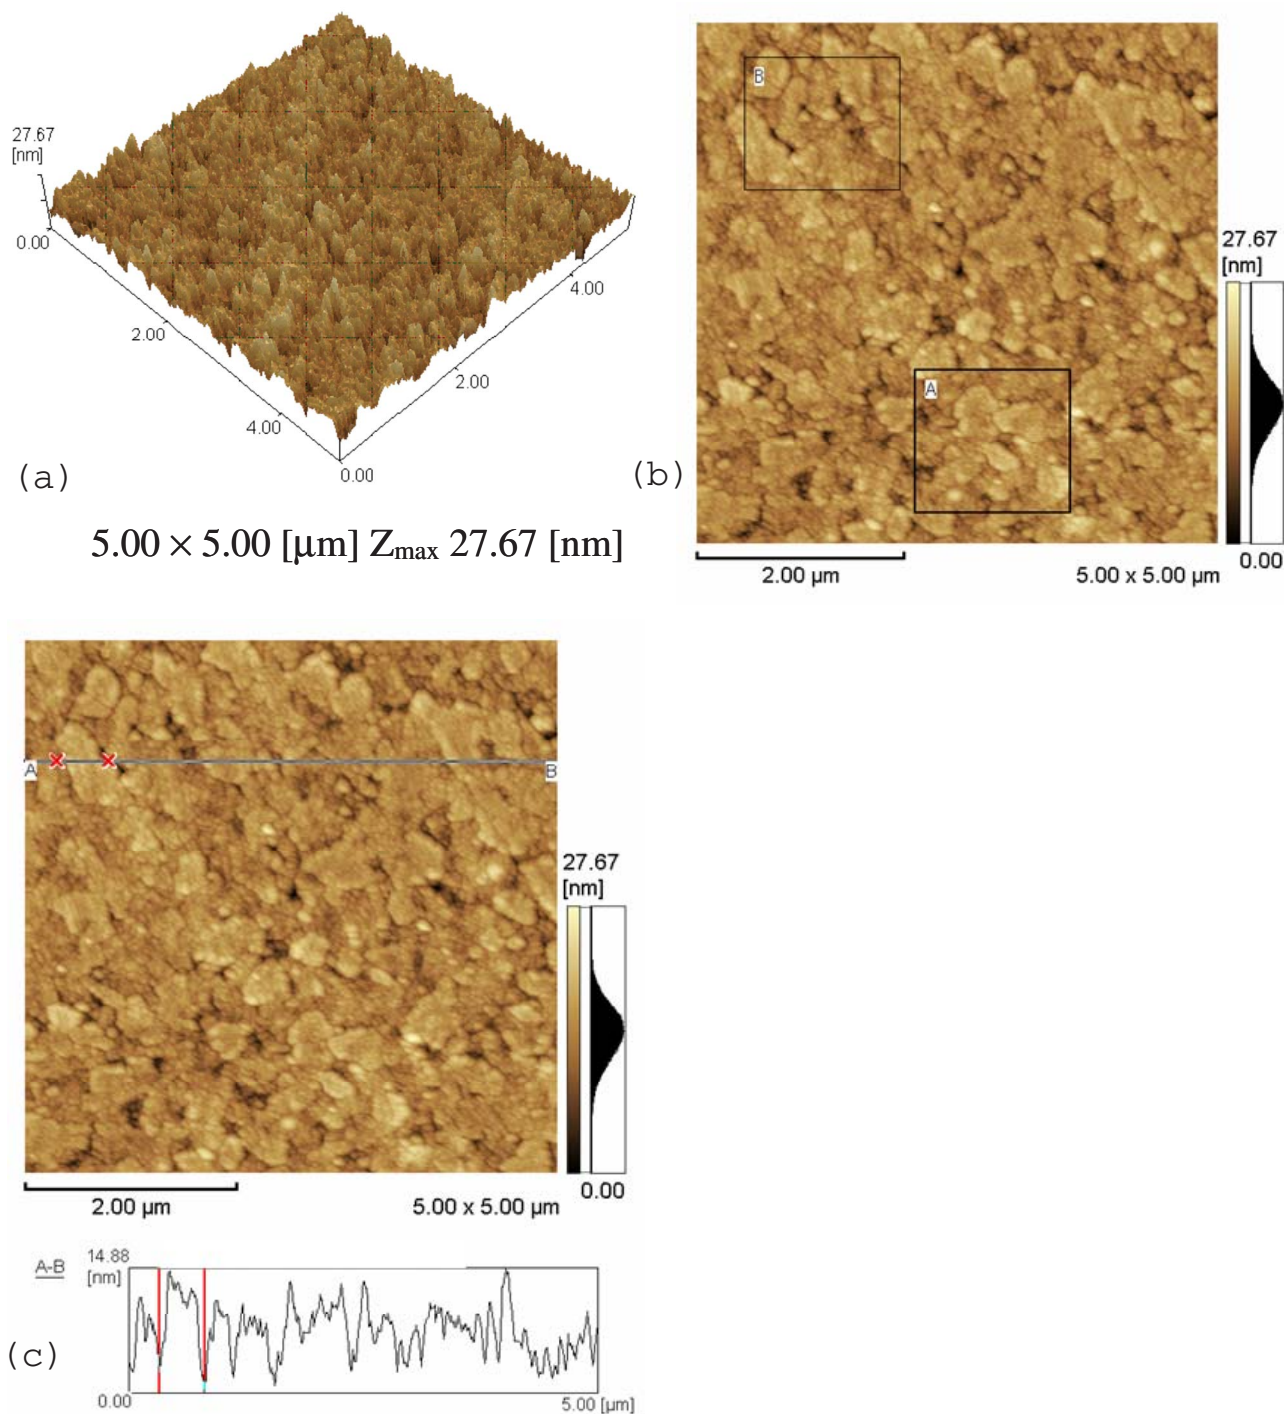 27.67
[nm]
0.00
2.00
4.00
0.00
2.00
4.00
(a)
5.00 × 5.00 [μm] Zmax 27.67 [nm]
B
A
27.67
[nm]
0.00
2.00 μm
5.00 x 5.00 μm
(b)
A
B
27.67
[nm]
0.00
2.00 μm
5.00 x 5.00 μm
A-B
14.88
[nm]
0.00
5.00 [μm]
(c)